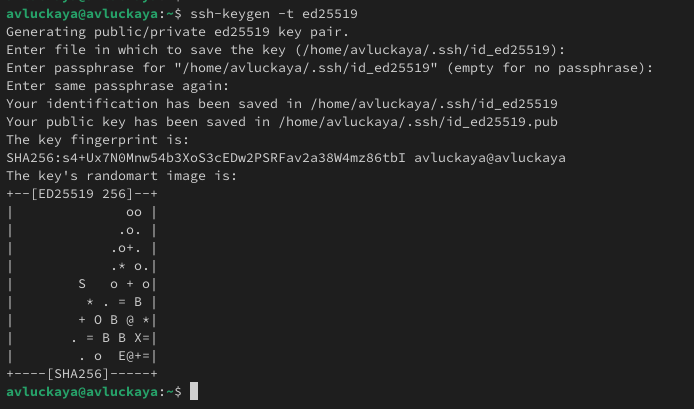 avluckaya@avluckaya:~$ ssh-keygen -t ed25519
Generating public/private ed25519 key pair.
Enter file in which to save the key (/home/avluckaya/.ssh/id_ed25519):
Enter passphrase for "/home/avluckaya/.ssh/id_ed25519" (empty for no passphrase):
Enter same passphrase again:
Your identification has been saved in /home/avluckaya/.ssh/id_ed25519
Your public key has been saved in /home/avluckaya/.ssh/id_ed25519.pub
The key fingerprint is:
SHA256:s4+Ux7N0Mnw54b3XoS3cEDw2PSRFav2a38W4mz86tbI avluckaya@avluckaya
The key's randomart image is:
+--[ED25519 256]--+
|              oo |
|             .o. |
|            .o+. |
|            .* o.|
|        S   o + o|
|         * . = B |
|        + O B @ *|
|       . = B B X=|
|        . o  E@+=|
+----[SHA256]-----+
avluckaya@avluckaya:~$